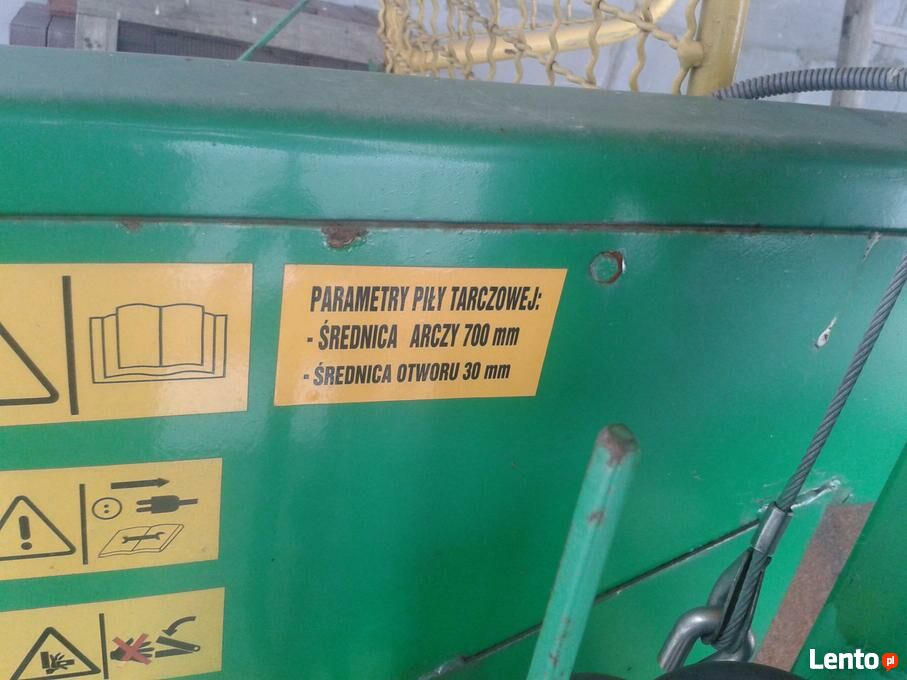 PARAMETRY PIŁY TARCZOWEJ:
- ŚREDNICA ARCZY 700 mm
- ŚREDNICA OTWORU 30 mm
Lento.pl